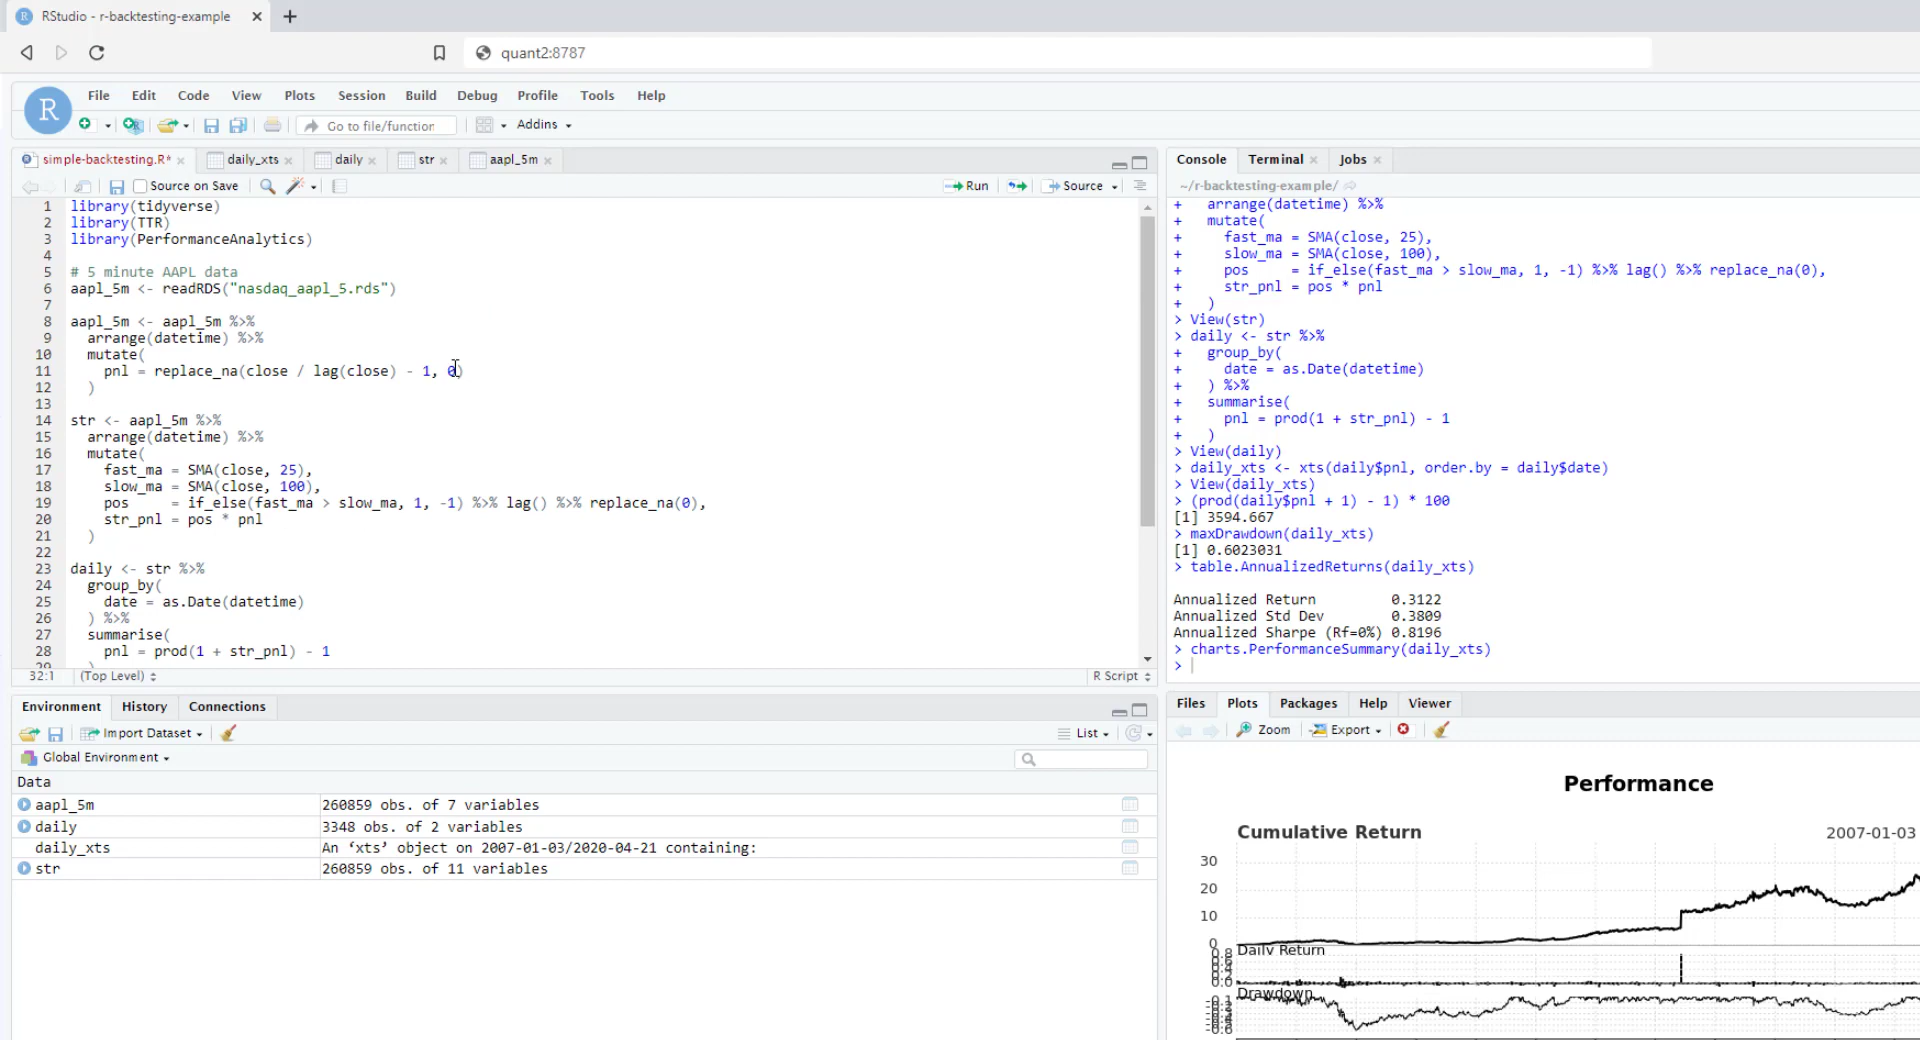 RStudio - r-backtesting-example
quant2:8787
R
File Edit Code View Plots Session Build Debug Profile Tools Help
Go to file/function Addins
simple-backtesting.R* daily_xts daily str aapl_5m
Source on Save Run Source
1 library(tidyverse)
2 library(TTR)
3 library(PerformanceAnalytics)
4
5 # 5 minute AAPL data
6 aapl_5m <- readRDS("nasdaq_aapl_5.rds")
7
8 aapl_5m <- aapl_5m %>%
9 arrange(datetime) %>%
10 mutate(
11 pnl = replace_na(close / lag(close) - 1, 0)
12 )
13
14 str <- aapl_5m %>%
15 arrange(datetime) %>%
16 mutate(
17 fast_ma = SMA(close, 25),
18 slow_ma = SMA(close, 100),
19 pos = if_else(fast_ma > slow_ma, 1, -1) %>% lag() %>% replace_na(0),
20 str_pnl = pos * pnl
21 )
22
23 daily <- str %>%
24 group_by(
25 date = as.Date(datetime)
26 ) %>%
27 summarise(
28 pnl = prod(1 + str_pnl) - 1
29 )
32:1 (Top Level) R Script
Console Terminal Jobs
~/r-backtesting-example/
+ arrange(datetime) %>%
+ mutate(
+ fast_ma = SMA(close, 25),
+ slow_ma = SMA(close, 100),
+ pos = if_else(fast_ma > slow_ma, 1, -1) %>% lag() %>% replace_na(0),
+ str_pnl = pos * pnl
+ )
> View(str)
> daily <- str %>%
+ group_by(
+ date = as.Date(datetime)
+ ) %>%
+ summarise(
+ pnl = prod(1 + str_pnl) - 1
+ )
> View(daily)
> daily_xts <- xts(daily$pnl, order.by = daily$date)
> View(daily_xts)
> (prod(daily$pnl + 1) - 1) * 100
[1] 3594.667
> maxDrawdown(daily_xts)
[1] 0.6023031
> table.AnnualizedReturns(daily_xts)
Annualized Return 0.3122
Annualized Std Dev 0.3809
Annualized Sharpe (Rf=0%) 0.8196
> charts.PerformanceSummary(daily_xts)
>
Environment History Connections
Import Dataset List
Global Environment
Data
aapl_5m 260859 obs. of 7 variables
daily 3348 obs. of 2 variables
daily_xts An ‘xts’ object on 2007-01-03/2020-04-21 containing:
str 260859 obs. of 11 variables
Files Plots Packages Help Viewer
Zoom Export
Performance
Cumulative Return 2007-01-03
30
20
10
0
Daily Return
Drawdown